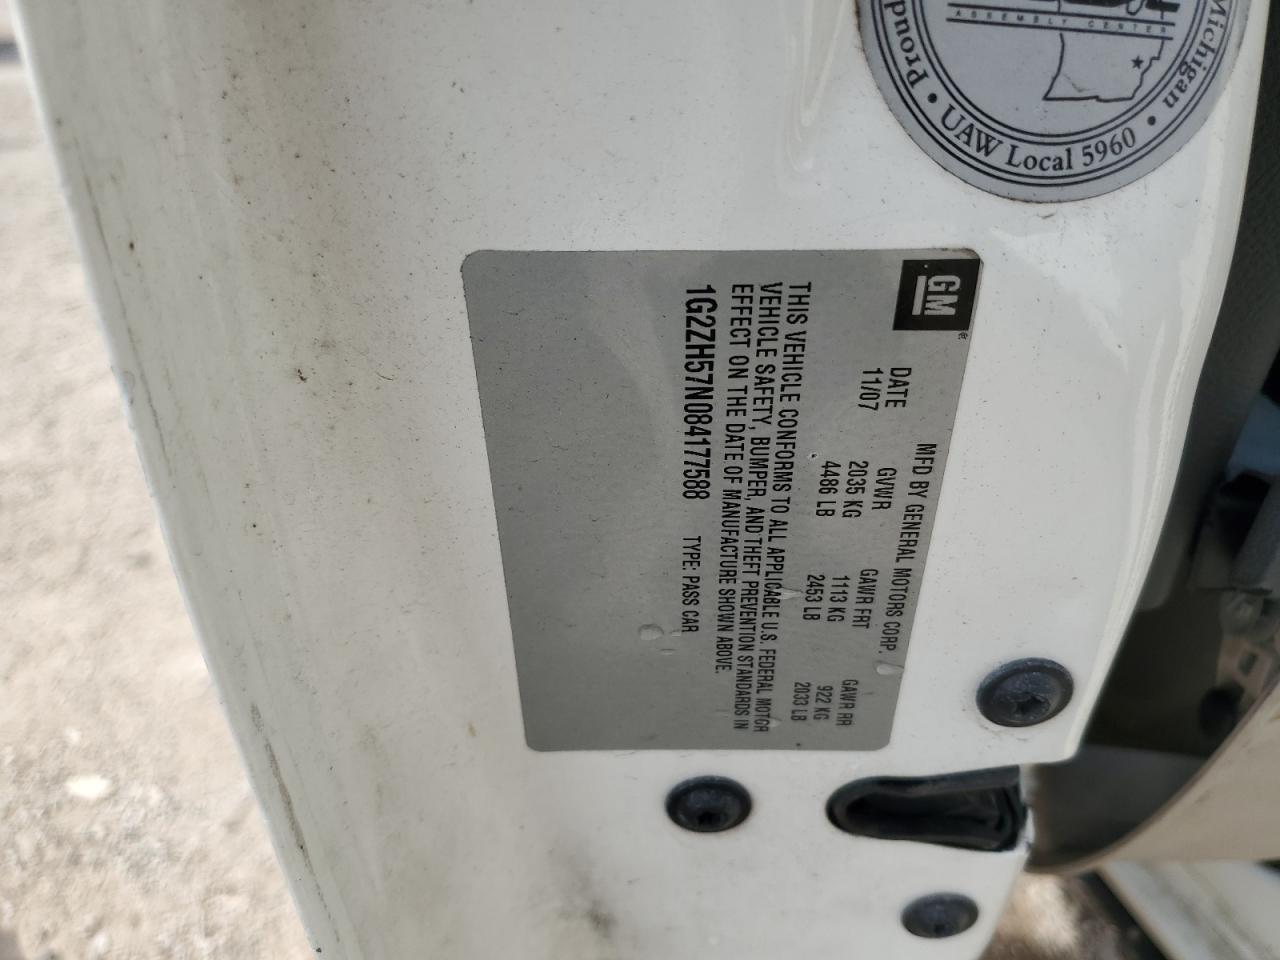 ASSEMBLY CENTER
Michigan
Proud
• UAW Local 5960 •
GM
MFD BY GENERAL MOTORS CORP.
DATE GVWR GAWR FRT GAWR RR
11/07 2035 KG 1113 KG 922 KG
4486 LB 2453 LB 2033 LB
THIS VEHICLE CONFORMS TO ALL APPLICABLE U.S. FEDERAL MOTOR
VEHICLE SAFETY, BUMPER, AND THEFT PREVENTION STANDARDS IN
EFFECT ON THE DATE OF MANUFACTURE SHOWN ABOVE.
1G2ZH57N084177588 TYPE: PASS CAR